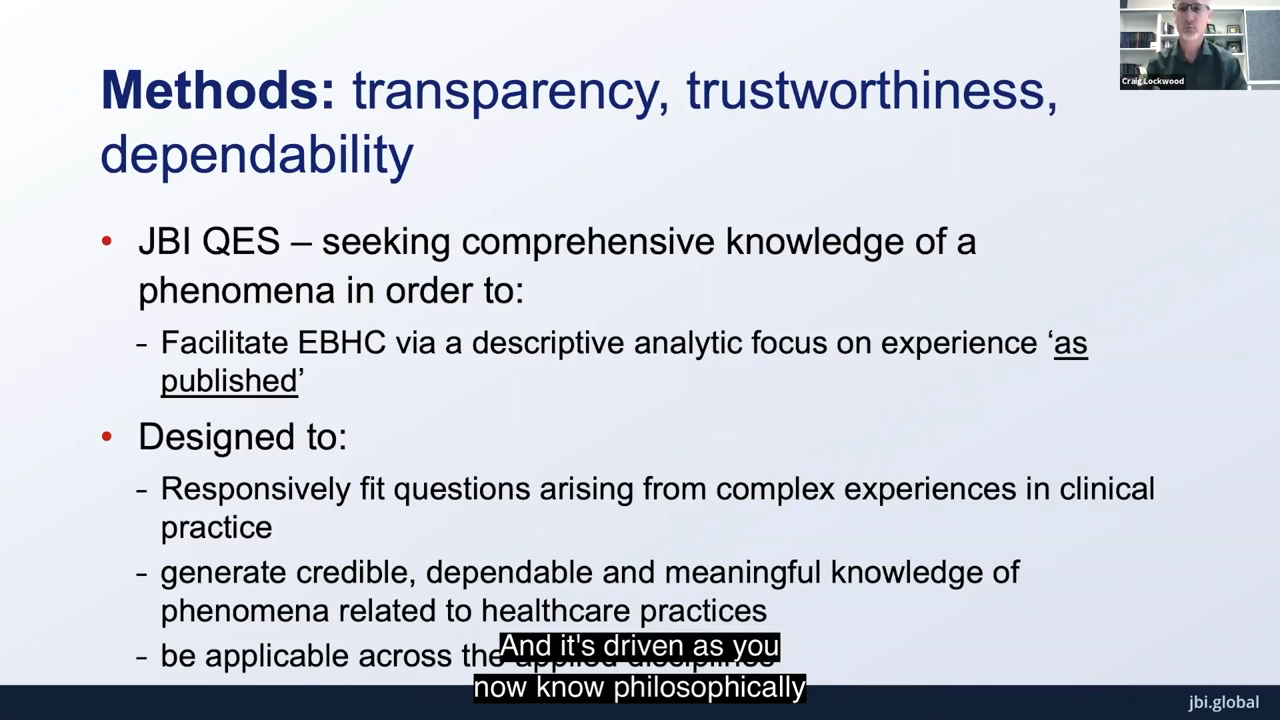 Craig Lockwood
Methods: transparency, trustworthiness,
dependability
• JBI QES – seeking comprehensive knowledge of a
phenomena in order to:
- Facilitate EBHC via a descriptive analytic focus on experience ‘as
published’
• Designed to:
- Responsively fit questions arising from complex experiences in clinical
practice
- generate credible, dependable and meaningful knowledge of
phenomena related to healthcare practices
- be applicable across the
And it's driven as you
now know philosophically
jbi.global